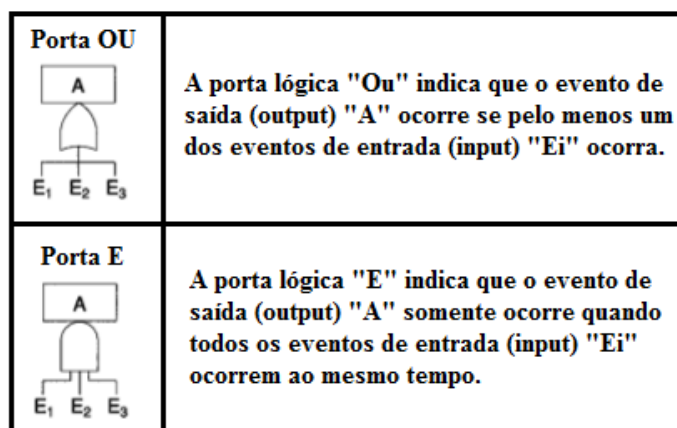 Porta OU
A
E1 E2 E3
A porta lógica "Ou" indica que o evento de
saída (output) "A" ocorre se pelo menos um
dos eventos de entrada (input) "Ei" ocorra.
Porta E
A
E1 E2 E3
A porta lógica "E" indica que o evento de
saída (output) "A" somente ocorre quando
todos os eventos de entrada (input) "Ei"
ocorrem ao mesmo tempo.